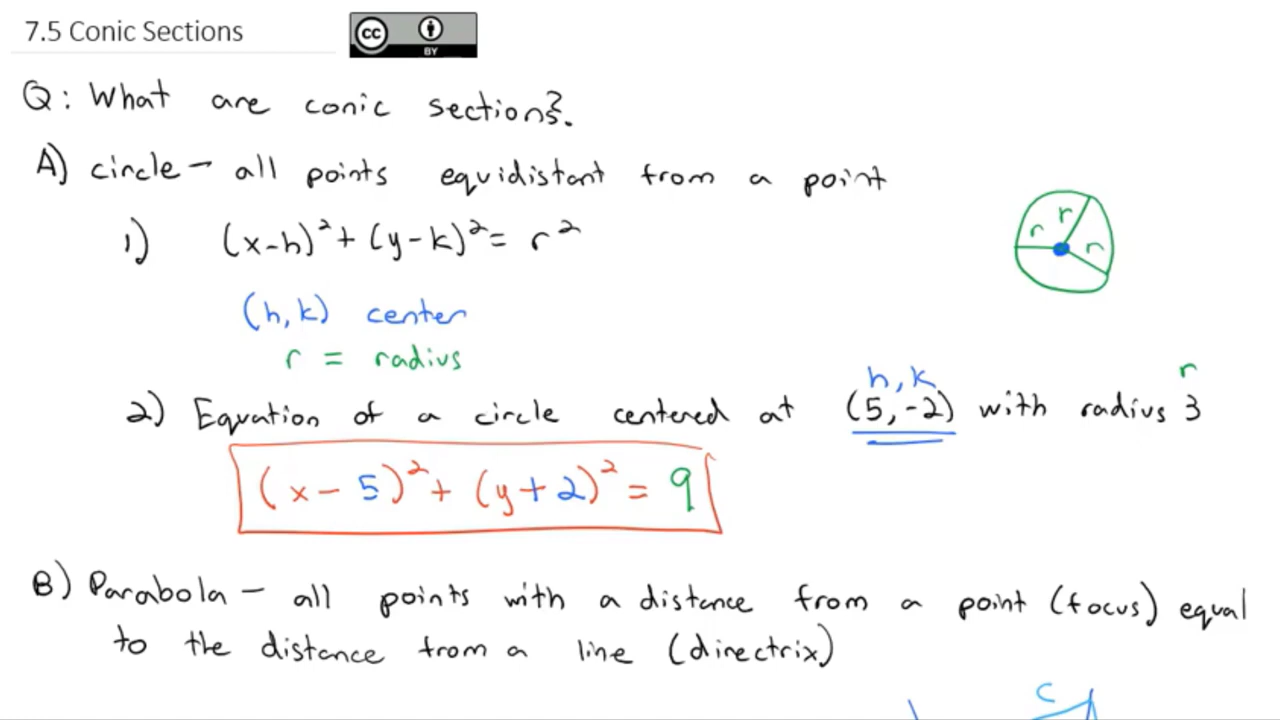 7.5 Conic Sections
cc BY
Q: What are conic sections?
A) circle - all points equidistant from a point
r r r
1) (x-h)² + (y-k)² = r²
(h,k) center
r = radius
h, k r
2) Equation of a circle centered at (5,-2) with radius 3
(x-5)² + (y+2)² = 9
B) Parabola - all points with a distance from a point (focus) equal
to the distance from a line (directrix)
c